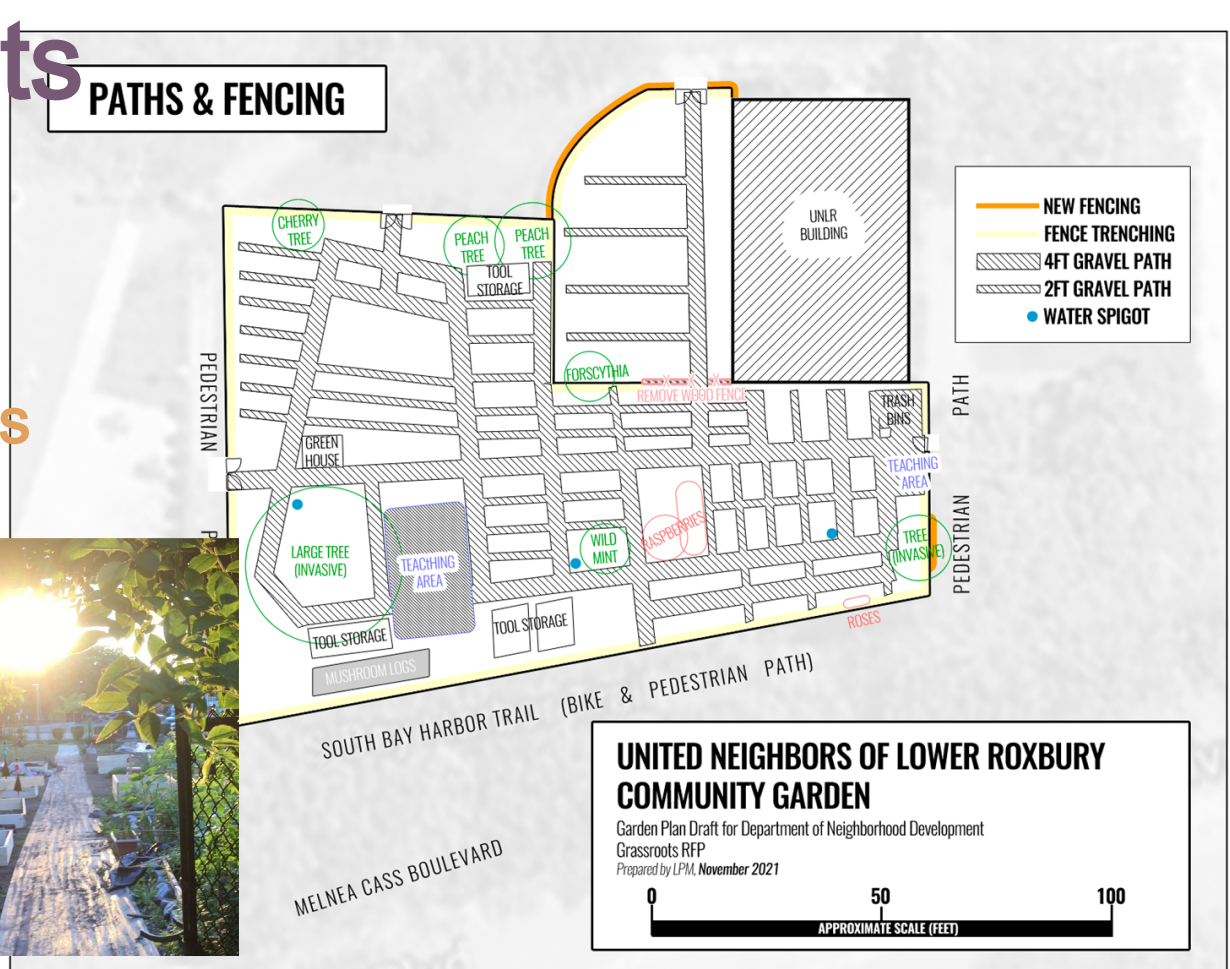 ts
PATHS & FENCING
CHERRY
TREE
PEACH
TREE
PEACH
TREE
TOOL
STORAGE
UNLR
BUILDING
NEW FENCING
FENCE TRENCHING
4FT GRAVEL PATH
2FT GRAVEL PATH
WATER SPIGOT
PEDESTRIAN
FORSCYTHIA
REMOVE WOOD FENCE
TRASH
BINS
PATH
s
GREEN
HOUSE
TEACHING
AREA
LARGE TREE
(INVASIVE)
TEACtHING
AREA
WILD
MINT
RASPBERRIES
TREE
(INVASIVE)
PEDESTRIAN
P
TOOL STORAGE
TOOL STORAGE
ROSES
MUSHROOM LOGS
SOUTH BAY HARBOR TRAIL (BIKE & PEDESTRIAN PATH)
MELNEA CASS BOULEVARD
UNITED NEIGHBORS OF LOWER ROXBURY
COMMUNITY GARDEN
Garden Plan Draft for Department of Neighborhood Development
Grassroots RFP
Prepared by LPM, November 2021
0 50 100
APPROXIMATE SCALE (FEET)